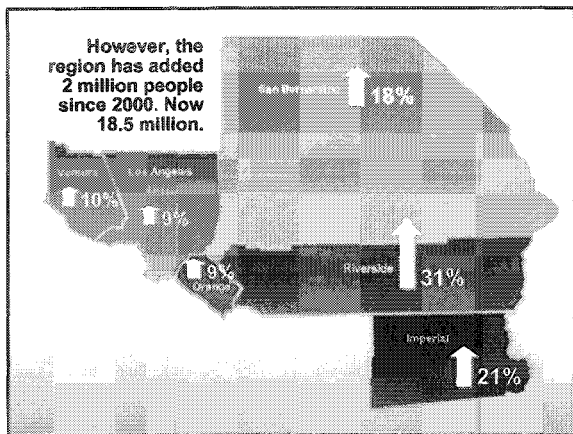 However, the
region has added
2 million people
since 2000. Now
18.5 million.
San Bernardino
18%
Ventura
Los Angeles
10%
9%
9%
Orange
Riverside
31%
Imperial
21%